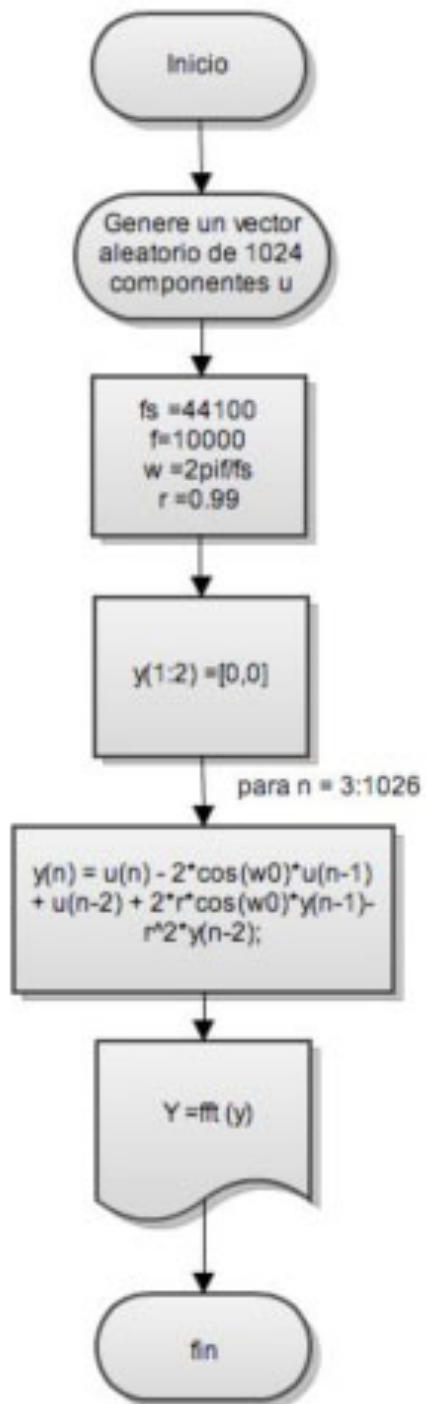 Inicio
Genere un vector
aleatorio de 1024
componentes u
fs =44100
f=10000
w =2pif/fs
r =0.99
y(1:2) =[0,0]
para n = 3:1026
y(n) = u(n) - 2*cos(w0)*u(n-1)
+ u(n-2) + 2*r*cos(w0)*y(n-1)-
r^2*y(n-2);
Y =fft (y)
fin